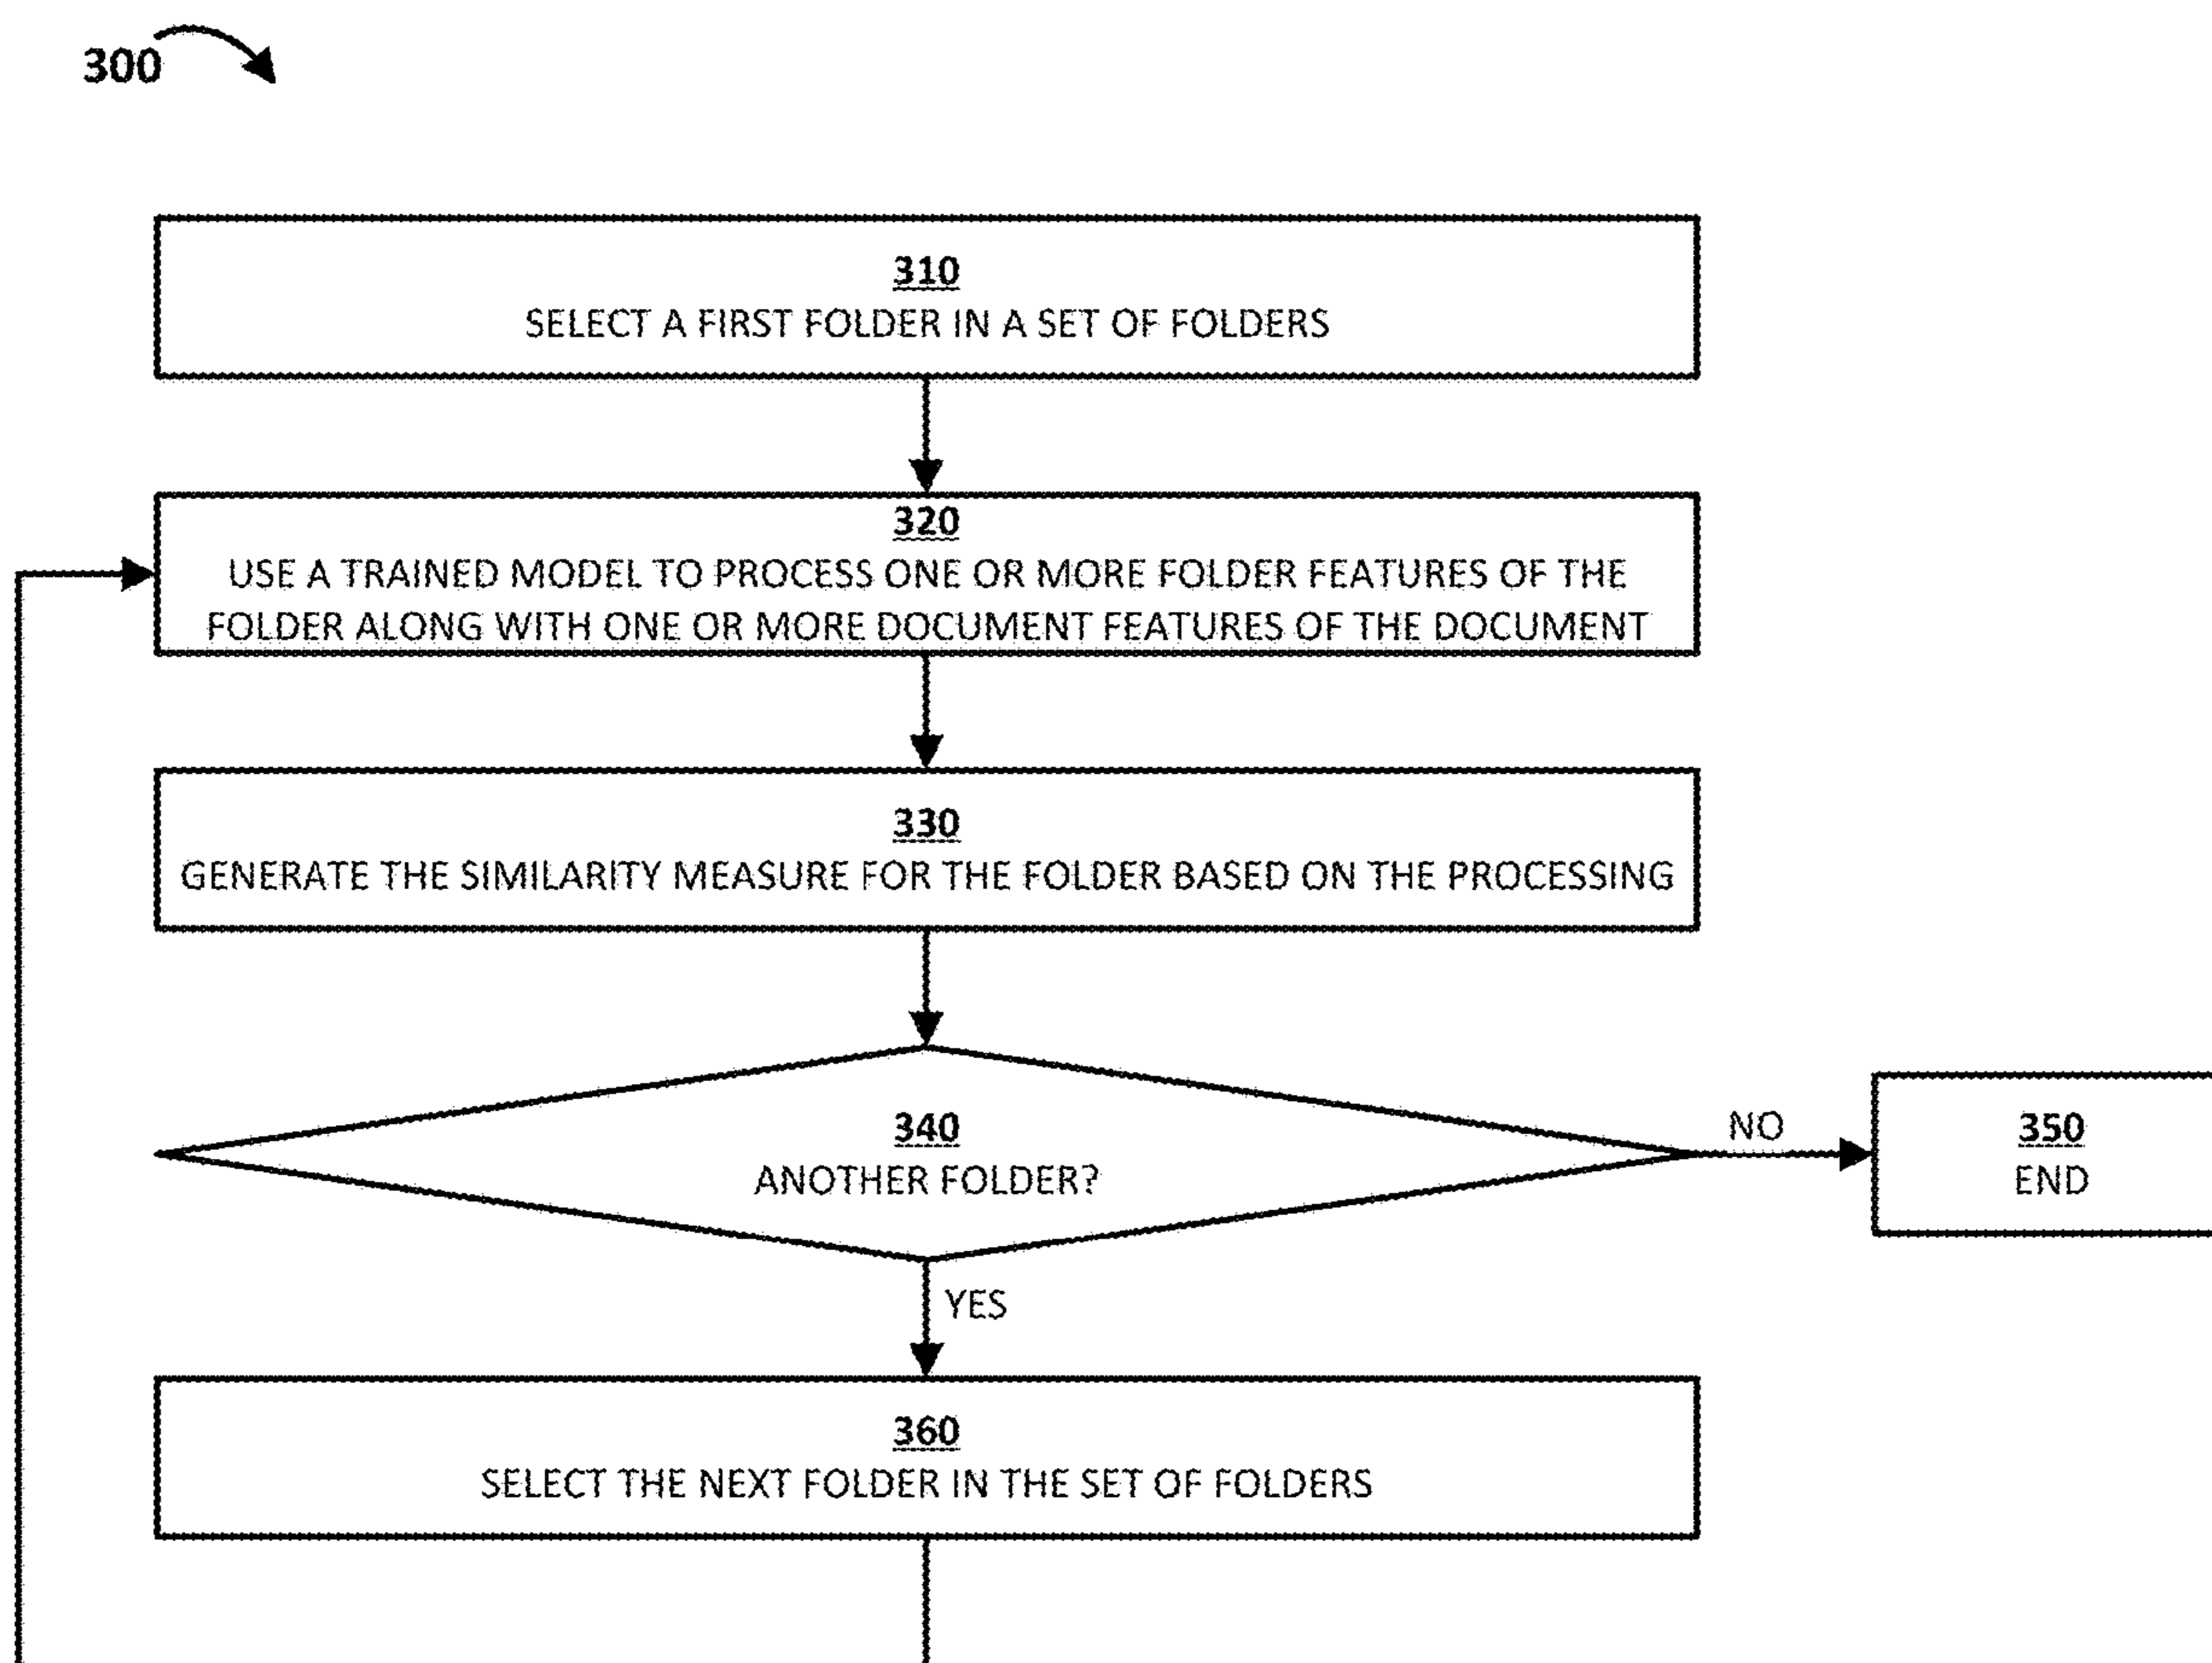 300
310
SELECT A FIRST FOLDER IN A SET OF FOLDERS
320
USE A TRAINED MODEL TO PROCESS ONE OR MORE FOLDER FEATURES OF THE
FOLDER ALONG WITH ONE OR MORE DOCUMENT FEATURES OF THE DOCUMENT
330
GENERATE THE SIMILARITY MEASURE FOR THE FOLDER BASED ON THE PROCESSING
340
ANOTHER FOLDER?
NO
350
END
YES
360
SELECT THE NEXT FOLDER IN THE SET OF FOLDERS